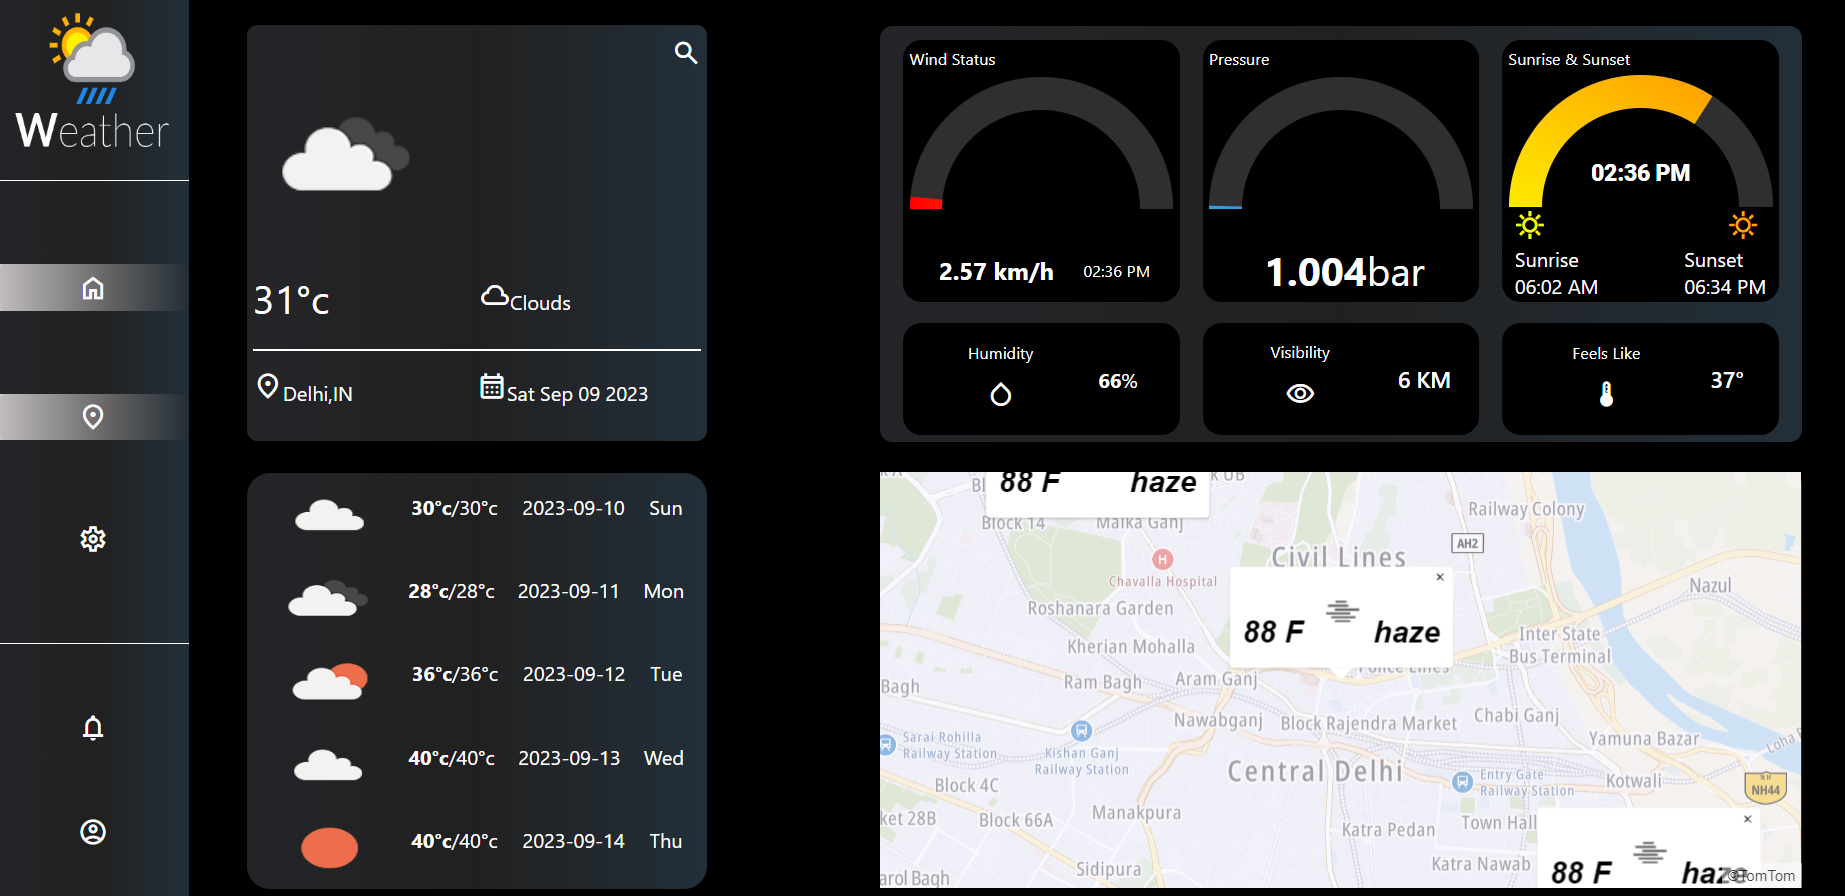 Weather
31°c
Clouds
Delhi,IN
Sat Sep 09 2023
30°c/30°c 2023-09-10 Sun
28°c/28°c 2023-09-11 Mon
36°c/36°c 2023-09-12 Tue
40°c/40°c 2023-09-13 Wed
40°c/40°c 2023-09-14 Thu
Wind Status
2.57 km/h 02:36 PM
Pressure
1.004bar
Sunrise & Sunset
02:36 PM
Sunrise
06:02 AM
Sunset
06:34 PM
Humidity
66%
Visibility
6 KM
Feels Like
37°
88 F haze
Block 14
Malka Ganj
Railway Colony
AH2
Civil Lines
H
Chavalla Hospital
Nazul
Roshanara Garden
×
88 F haze
Kherian Mohalla
Inter State
Bus Terminal
Police Lines
Bagh
Ram Bagh
Aram Ganj
Nawabganj
Block Rajendra Market
Chabi Ganj
Sarai Rohilla
Railway Station
Kishan Ganj
Railway Station
Yamuna Bazar
Loha
Central Delhi
Entry Gate
Railway Station
Kotwali
NH
NH44
Block 4C
Manakpura
ket 28B
Block 66A
Katra Pedan
Town Hall
×
88 F haze
Sidipura
Katra Nawab
arol Bagh
©TomTom